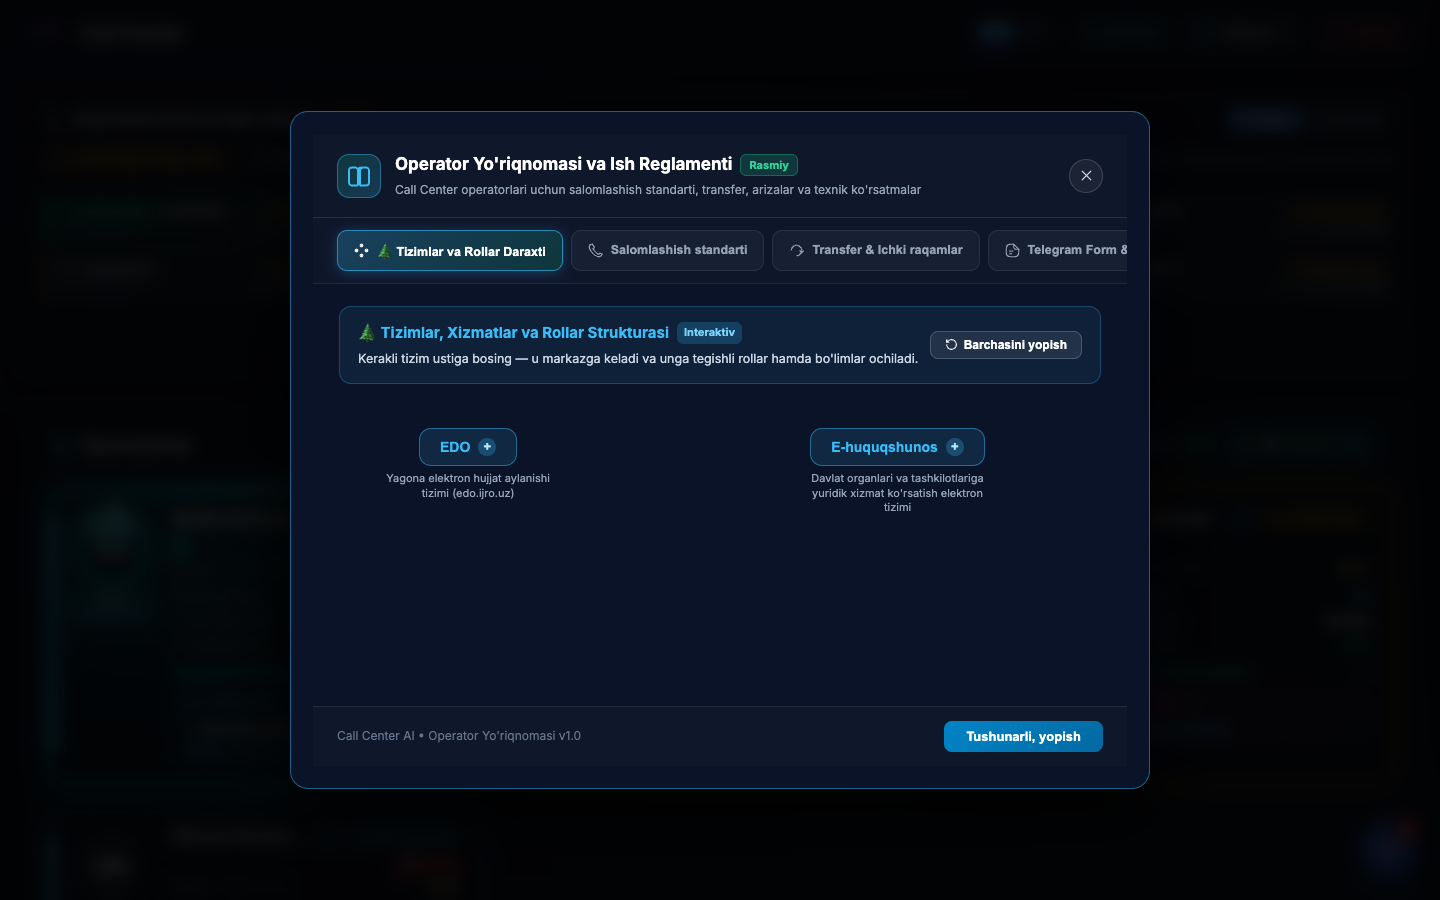 Operator Yo'riqnomasi va Ish Reglamenti Rasmiy
Call Center operatorlari uchun salomlashish standarti, transfer, arizalar va texnik ko'rsatmalar
🌲 Tizimlar va Rollar Daraxti Salomlashish standarti Transfer & Ichki raqamlar Telegram Form &
🌲 Tizimlar, Xizmatlar va Rollar Strukturasi Interaktiv
Kerakli tizim ustiga bosing — u markazga keladi va unga tegishli rollar hamda bo'limlar ochiladi.
Barchasini yopish
EDO +
Yagona elektron hujjat aylanishi
tizimi (edo.ijro.uz)
E-huquqshunos +
Davlat organlari va tashkilotlariga
yuridik xizmat ko'rsatish elektron
tizimi
Call Center AI • Operator Yo'riqnomasi v1.0
Tushunarli, yopish